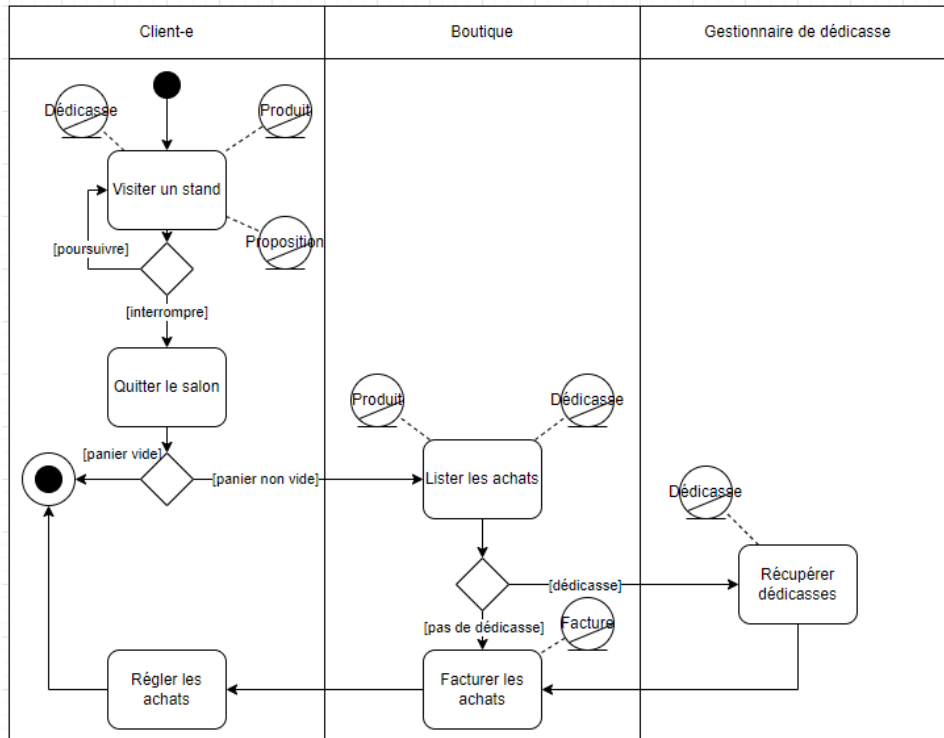 Client-e
Boutique
Gestionnaire de dédicasse
Dédicasse
Produit
Visiter un stand
Proposition
[poursuivre]
[interrompre]
Quitter le salon
Produit
Dédicasse
[panier vide]
[panier non vide]
Lister les achats
Dédicasse
[dédicasse]
Récupérer
dédicasses
[pas de dédicasse]
Facture
Régler les
achats
Facturer les
achats